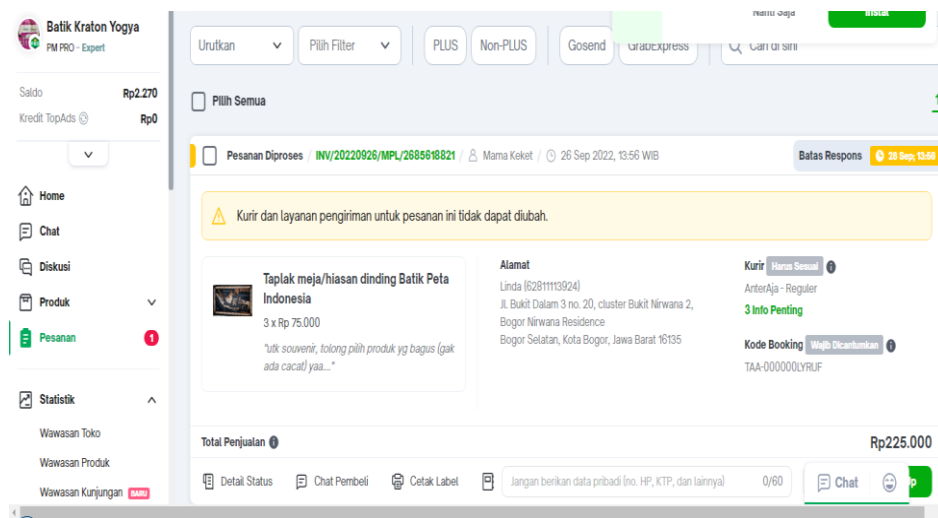 Batik Kraton Yogya
PM PRO - Expert
Saldo Rp2.270
Kredit TopAds Rp0
Home
Chat
Diskusi
Produk
Pesanan 1
Statistik
Wawasan Toko
Wawasan Produk
Wawasan Kunjungan BARU
Nanti Saja Instal
Urutkan Pilih Filter PLUS Non-PLUS Gosend GrabExpress Cari di sini
Pilih Semua
Pesanan Diproses / INV/20220926/MPL/2685618821 / Mama Keket / 26 Sep 2022, 13:56 WIB Batas Respons 28 Sep; 13:56
Kurir dan layanan pengiriman untuk pesanan ini tidak dapat diubah.
Taplak meja/hiasan dinding Batik Peta
Indonesia
3 x Rp 75.000
"utk souvenir, tolong pilih produk yg bagus (gak
ada cacat) yaa..."
Alamat
Linda (62811113924)
Jl. Bukit Dalam 3 no. 20, cluster Bukit Nirwana 2,
Bogor Nirwana Residence
Bogor Selatan, Kota Bogor, Jawa Barat 16135
Kurir Harus Sesuai
AnterAja - Reguler
3 Info Penting
Kode Booking Wajib Dicantumkan
TAA-000000LYRUF
Total Penjualan Rp225.000
Detail Status Chat Pembeli Cetak Label Jangan berikan data pribadi (no. HP, KTP, dan lainnya) 0/60 Chat